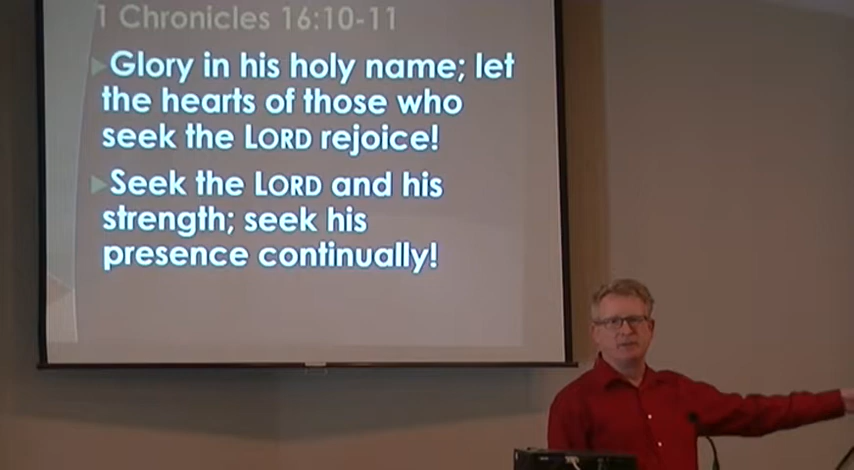 1 Chronicles 16:10-11
Glory in his holy name; let
the hearts of those who
seek the LORD rejoice!
Seek the LORD and his
strength; seek his
presence continually!